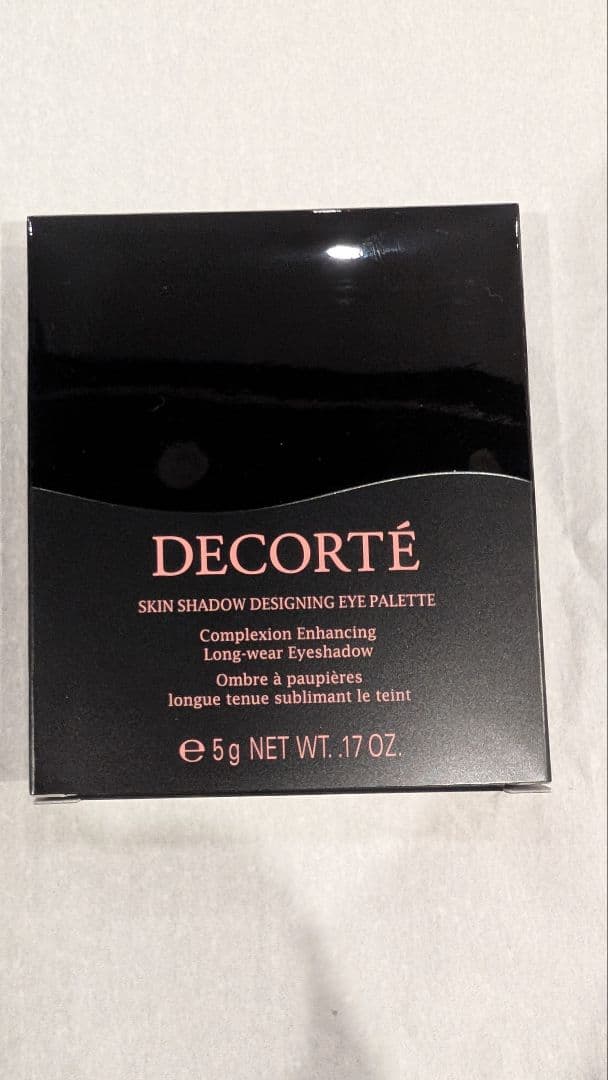 DECORTÉ
SKIN SHADOW DESIGNING EYE PALETTE
Complexion Enhancing
Long-wear Eyeshadow
Ombre à paupières
longue tenue sublimant le teint
℮ 5 g NET WT. .17 OZ.